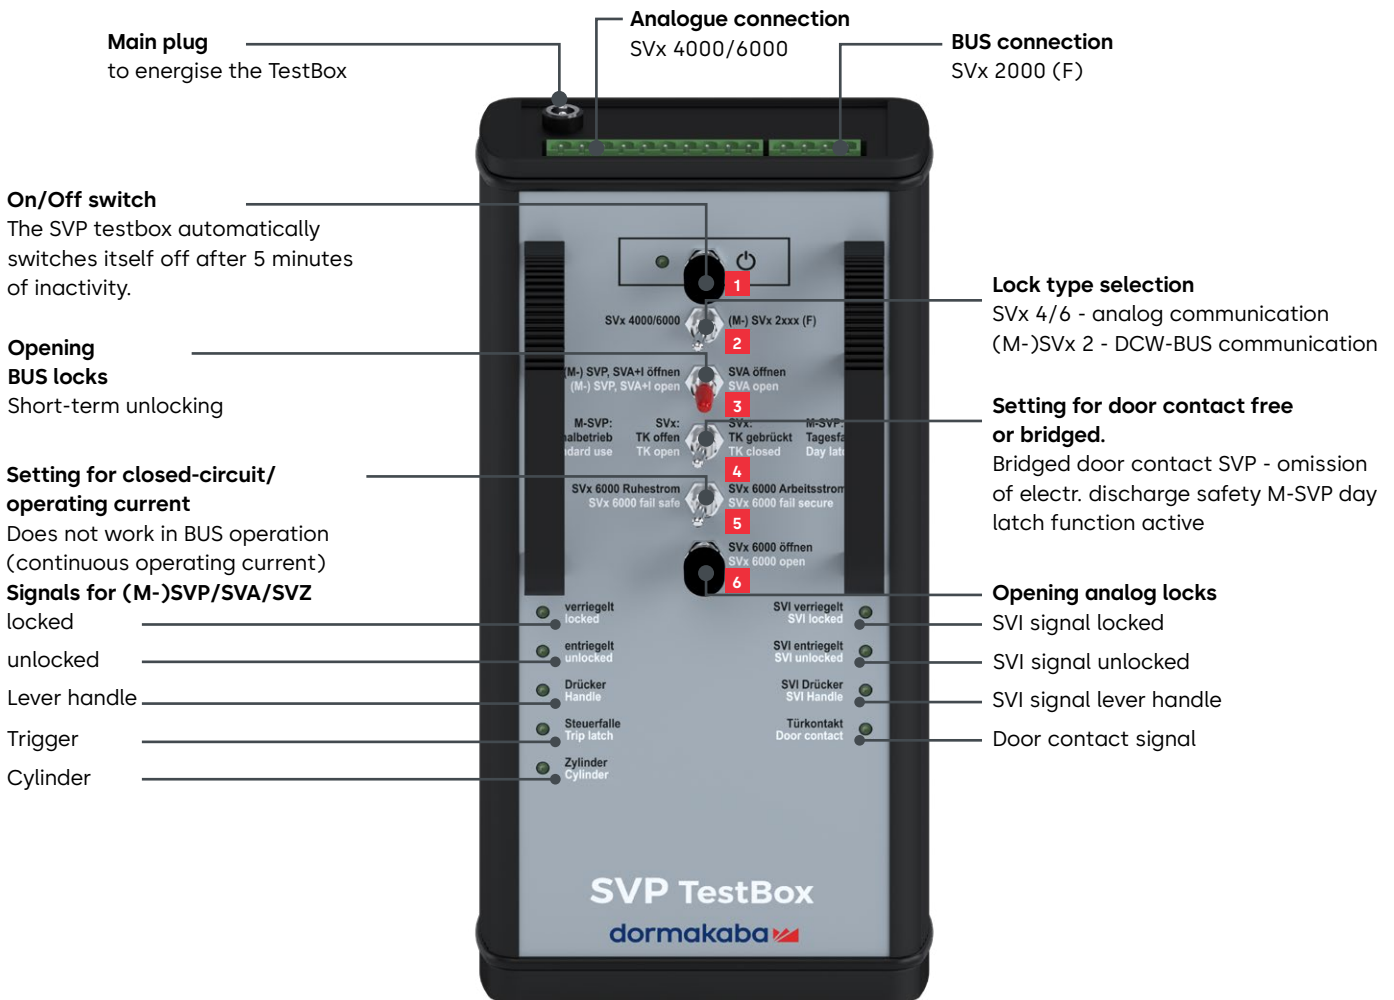 Analogue connection
SVx 4000/6000
Main plug
to energise the TestBox
BUS connection
SVx 2000 (F)
On/Off switch
The SVP testbox automatically
switches itself off after 5 minutes
of inactivity.
1
Lock type selection
SVx 4/6 - analog communication
(M-)SVx 2 - DCW-BUS communication
SVx 4000/6000
(M-) SVx 2xxx (F)
2
Opening
BUS locks
Short-term unlocking
(M-) SVP, SVA+I öffnen
(M-) SVP, SVA+I open
SVA öffnen
SVA open
3
Setting for door contact free
or bridged.
Bridged door contact SVP - omission
of electr. discharge safety M-SVP day
latch function active
M-SVP:
albetrieb
dard use
SVx:
TK offen
TK open
SVx:
TK gebrückt
TK closed
M-SVP:
Tagesfa
Day lat
4
Setting for closed-circuit/
operating current
Does not work in BUS operation
(continuous operating current)
SVx 6000 Ruhestrom
SVx 6000 fail safe
SVx 6000 Arbeitsstrom
SVx 6000 fail secure
5
SVx 6000 öffnen
SVx 6000 open
6
Signals for (M-)SVP/SVA/SVZ
locked
unlocked
Lever handle
Trigger
Cylinder
verriegelt
locked
entriegelt
unlocked
Drücker
Handle
Steuerfalle
Trip latch
Zylinder
Cylinder
SVI verriegelt
SVI locked
SVI entriegelt
SVI unlocked
SVI Drücker
SVI Handle
Türkontakt
Door contact
Opening analog locks
SVI signal locked
SVI signal unlocked
SVI signal lever handle
Door contact signal
SVP TestBox
dormakaba